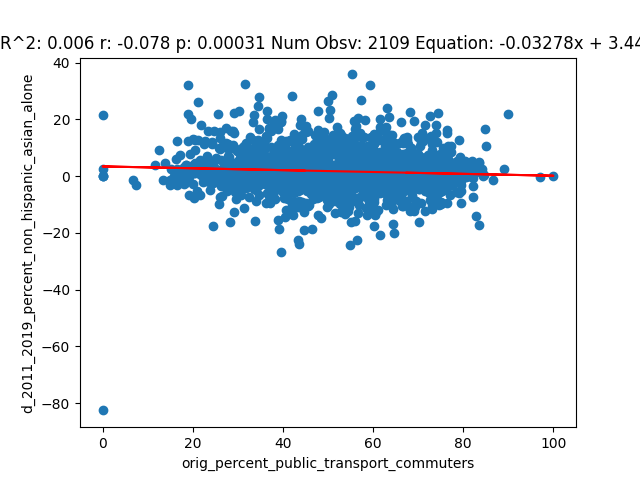 R^2: 0.006 r: -0.078 p: 0.00031 Num Obsv: 2109 Equation: -0.03278x + 3.44
d_2011_2019_percent_non_hispanic_asian_alone
40
20
0
−20
−40
−60
−80
0 20 40 60 80 100
orig_percent_public_transport_commuters